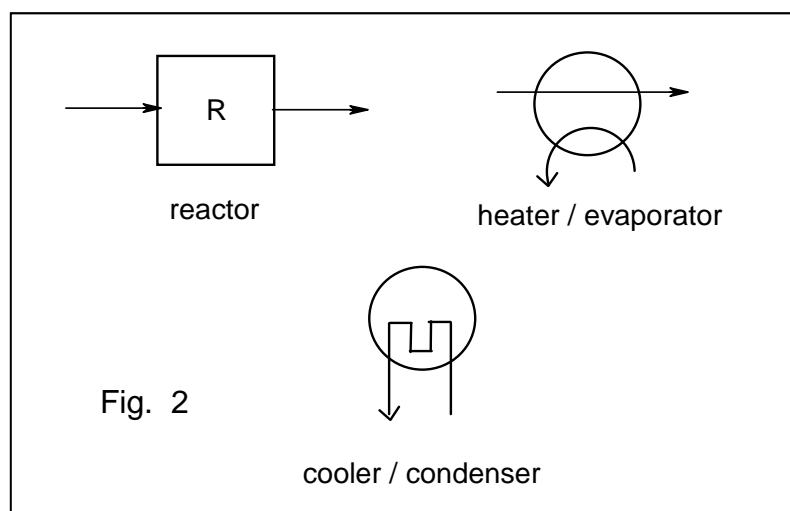 R
reactor
heater / evaporator
Fig. 2
cooler / condenser